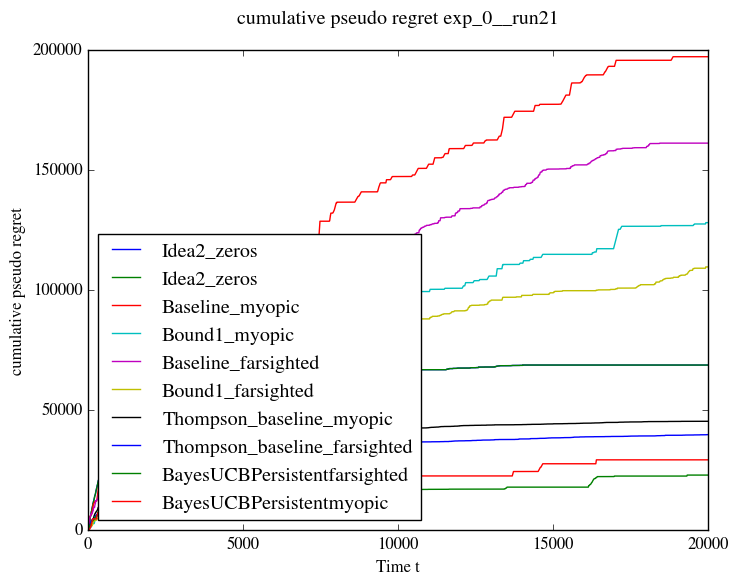 cumulative pseudo regret exp_0__run21
200000
150000
100000
50000
0
cumulative pseudo regret
Idea2_zeros
Idea2_zeros
Baseline_myopic
Bound1_myopic
Baseline_farsighted
Bound1_farsighted
Thompson_baseline_myopic
Thompson_baseline_farsighted
BayesUCBPersistentfarsighted
BayesUCBPersistentmyopic
0 5000 10000 15000 20000
Time t